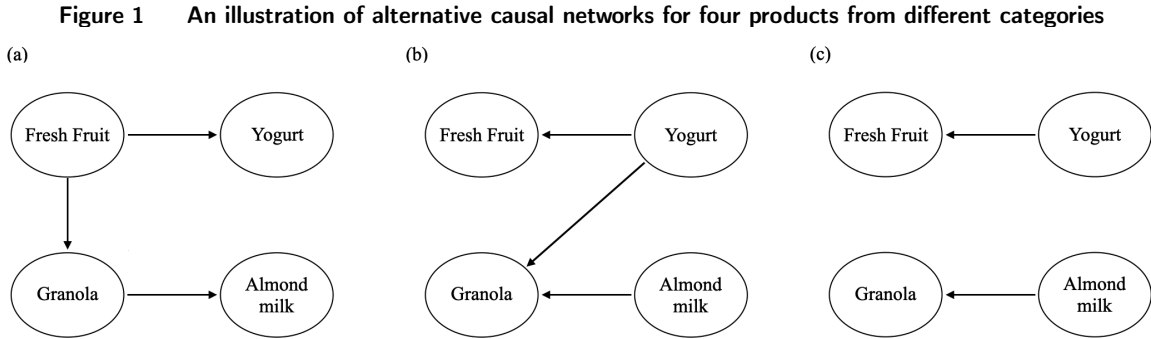 Figure 1 An illustration of alternative causal networks for four products from different categories
(a)
Fresh Fruit
Yogurt
Granola
Almond
milk
(b)
Fresh Fruit
Yogurt
Granola
Almond
milk
(c)
Fresh Fruit
Yogurt
Granola
Almond
milk